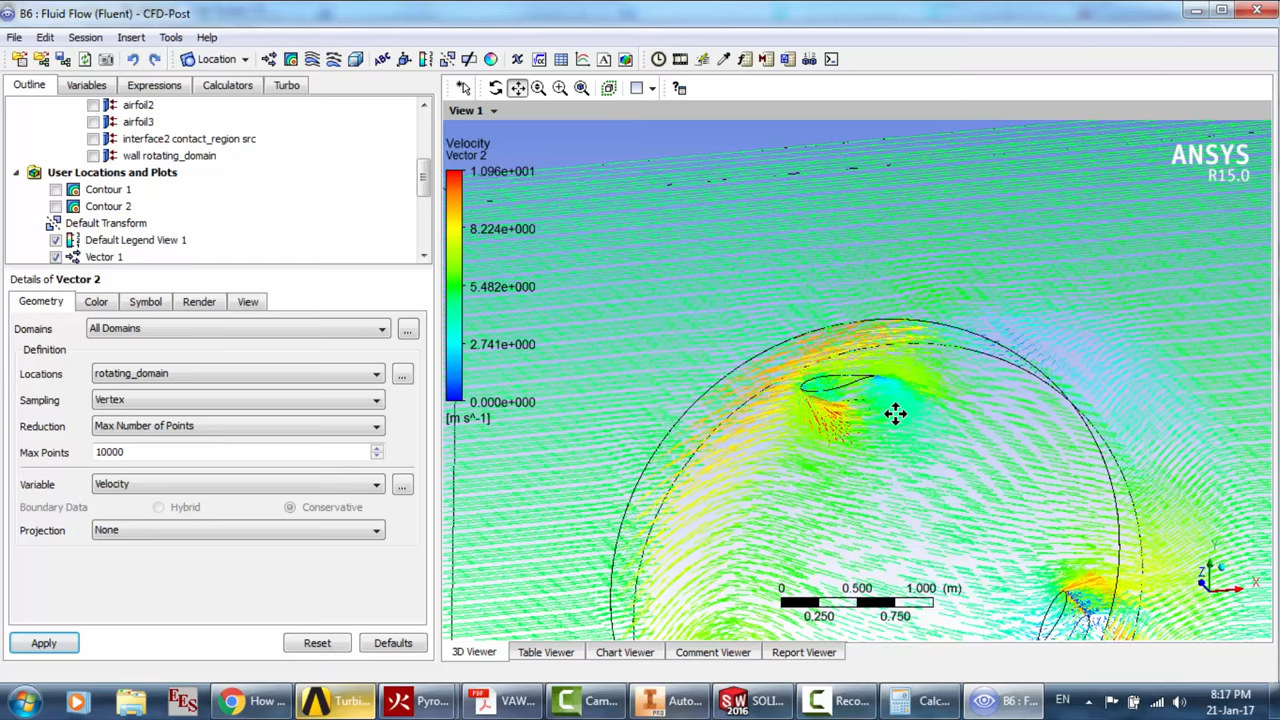 B6 : Fluid Flow (Fluent) - CFD-Post
File Edit Session Insert Tools Help
Location
Outline Variables Expressions Calculators Turbo
airfoil2
airfoil3
interface2 contact_region src
wall rotating_domain
User Locations and Plots
Contour 1
Contour 2
Default Transform
Default Legend View 1
Vector 1
Details of Vector 2
Geometry Color Symbol Render View
Domains All Domains ...
Definition
Locations rotating_domain ...
Sampling Vertex
Reduction Max Number of Points
Max Points 10000
Variable Velocity ...
Boundary Data Hybrid Conservative
Projection None
Apply Reset Defaults
View 1
Velocity
Vector 2
1.096e+001
8.224e+000
5.482e+000
2.741e+000
0.000e+000
[m s^-1]
ANSYS
R15.0
0 0.500 1.000 (m)
0.250 0.750
Y
Z X
3D Viewer Table Viewer Chart Viewer Comment Viewer Report Viewer
EES
How ...
Turbi...
Pyro...
PDF VAW...
Cam...
PRO Auto...
SW 2016 SOLI...
Reco...
Calc...
B6 : F...
EN
8:17 PM
21-Jan-17